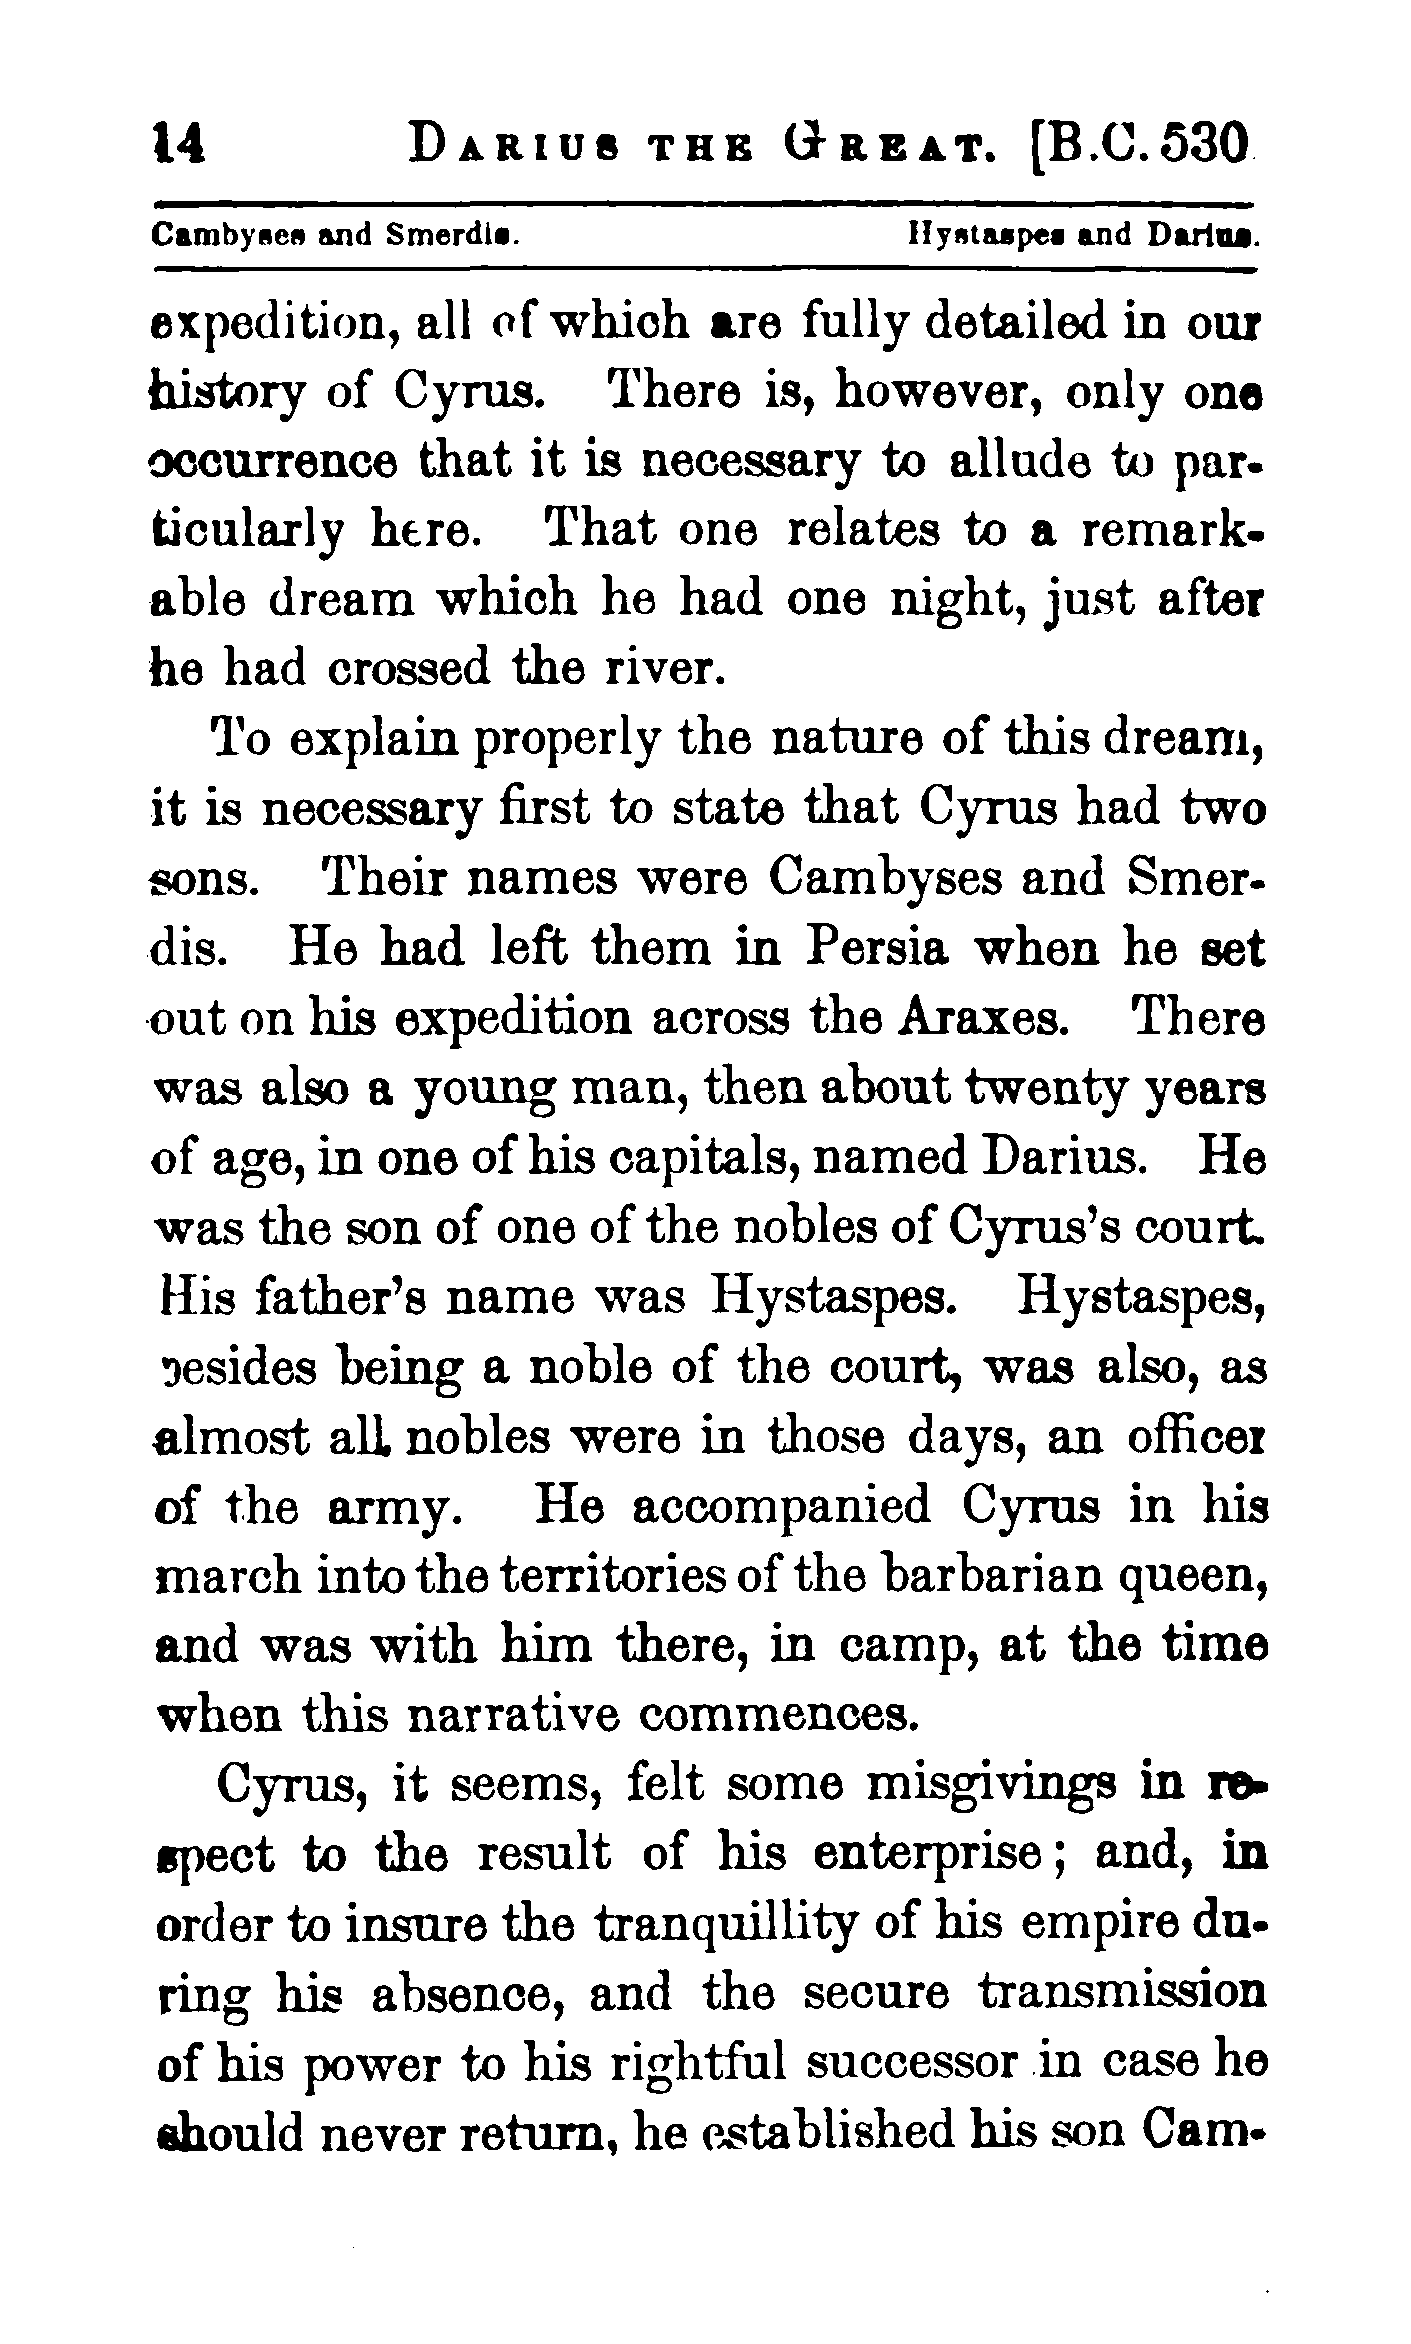 14 DARIUS THE GREAT. [B.C. 530
Cambyses and Smerdis. Hystaspes and Darius.
expedition, all of which are fully detailed in our
history of Cyrus. There is, however, only one
occurrence that it is necessary to allude to par-
ticularly here. That one relates to a remark-
able dream which he had one night, just after
he had crossed the river.
To explain properly the nature of this dream,
it is necessary first to state that Cyrus had two
sons. Their names were Cambyses and Smer-
dis. He had left them in Persia when he set
out on his expedition across the Araxes. There
was also a young man, then about twenty years
of age, in one of his capitals, named Darius. He
was the son of one of the nobles of Cyrus's court.
His father's name was Hystaspes. Hystaspes,
besides being a noble of the court, was also, as
almost all nobles were in those days, an officer
of the army. He accompanied Cyrus in his
march into the territories of the barbarian queen,
and was with him there, in camp, at the time
when this narrative commences.
Cyrus, it seems, felt some misgivings in re-
spect to the result of his enterprise; and, in
order to insure the tranquillity of his empire du-
ring his absence, and the secure transmission
of his power to his rightful successor in case he
should never return, he established his son Cam-